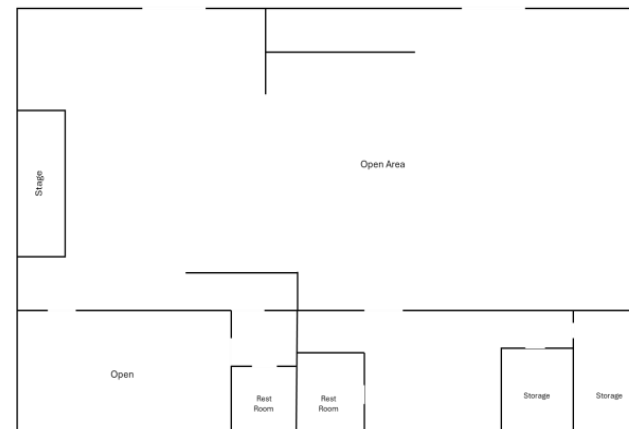 Stage
Open Area
Open
Rest
Room
Rest
Room
Storage
Storage